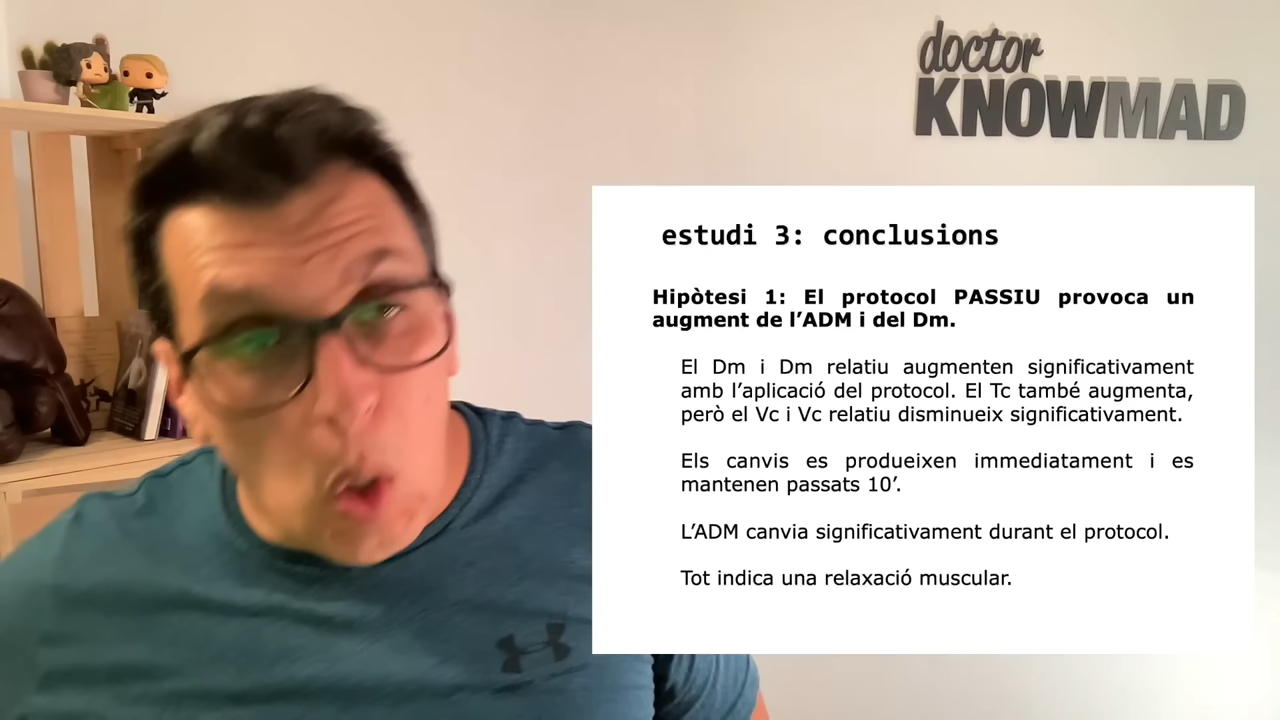 doctor
KNOWMAD
estudi 3: conclusions
Hipòtesi 1: El protocol PASSIU provoca un
augment de l’ADM i del Dm.
El Dm i Dm relatiu augmenten significativament
amb l’aplicació del protocol. El Tc també augmenta,
però el Vc i Vc relatiu disminueix significativament.
Els canvis es produeixen immediatament i es
mantenen passats 10’.
L’ADM canvia significativament durant el protocol.
Tot indica una relaxació muscular.